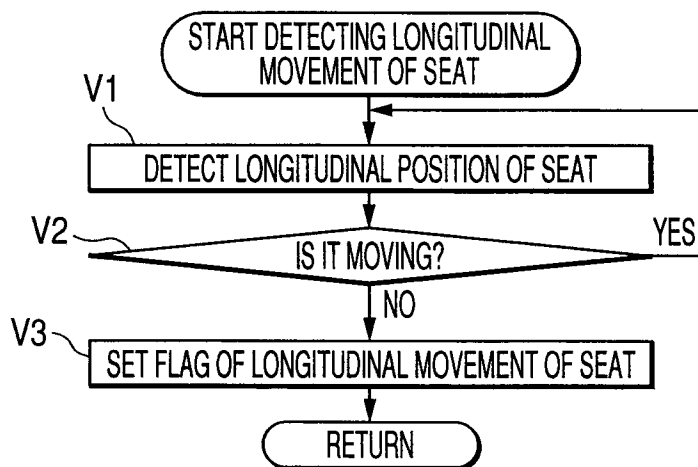 START DETECTING LONGITUDINAL
MOVEMENT OF SEAT
V1
DETECT LONGITUDINAL POSITION OF SEAT
V2
IS IT MOVING?
YES
NO
V3
SET FLAG OF LONGITUDINAL MOVEMENT OF SEAT
RETURN